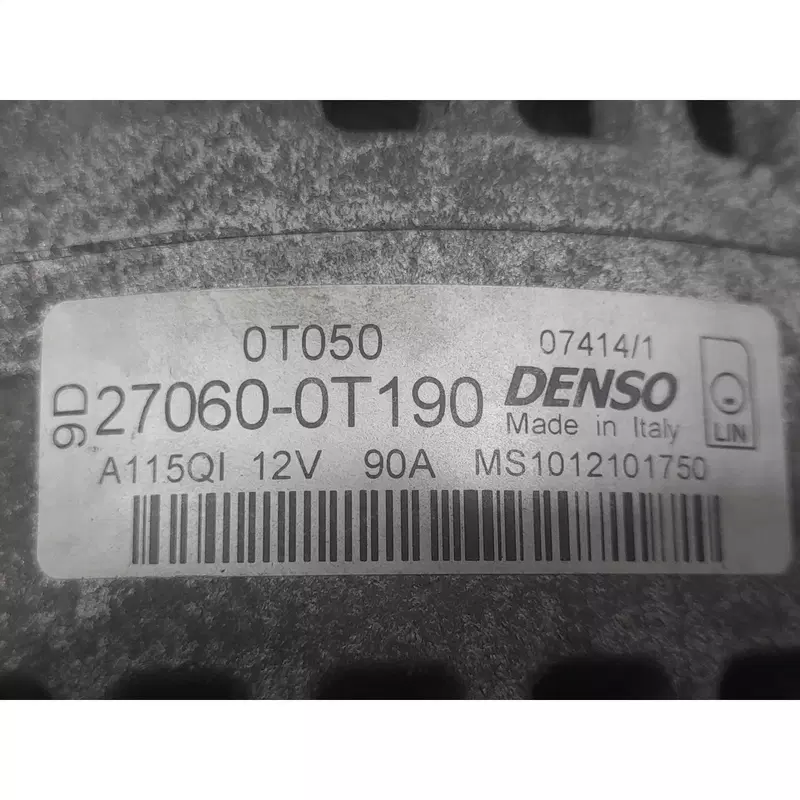 0T050 07414/1
9D 27060-0T190 DENSO
Made in Italy LIN
A115QI 12V 90A MS1012101750